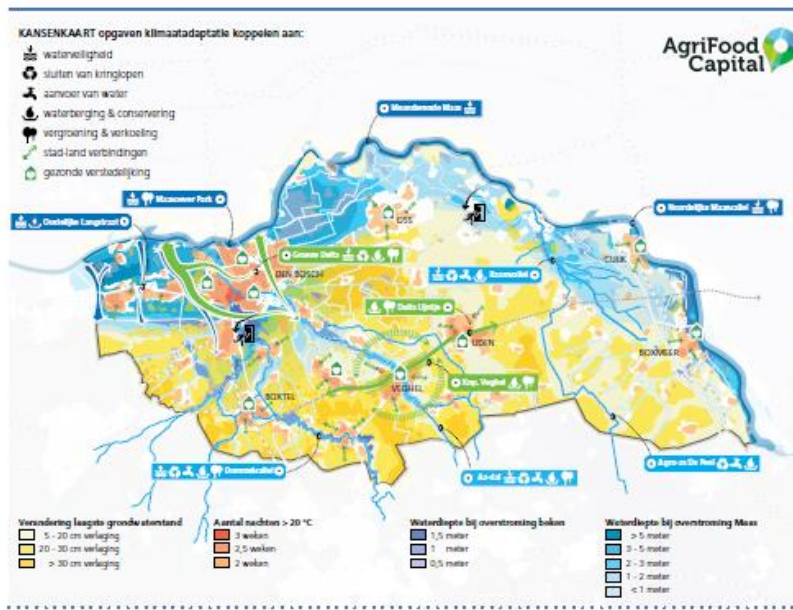 KANSENKAART opgaven klimaatadaptatie koppelen aan:
waterveiligheid
sluiten van kringlopen
aanvoer van water
waterberging & conservering
vergroening & verkoeling
stad-land verbindingen
gezonde verstedelijking
AgriFood
Capital
Meanderende Maas
Maasoever Park
Noordelijke Maasvallei
Oostelijke Langstraat
OSS
Groene Delta
CUIJK
DEN BOSCH
Raamvallei
Duits Lijntje
UDEN
BOXMEER
Kop. Veghel
VEGHEL
BOXTEL
Dommelvallei
Aa-dal
Agro-as De Peel
Verandering laagste grondwaterstand
5 - 20 cm verlaging
20 - 30 cm verlaging
> 30 cm verlaging
Aantal nachten > 20 °C
3 weken
2,5 weken
2 weken
Waterdiepte bij overstroming beken
1,5 meter
1 meter
0,5 meter
Waterdiepte bij overstroming Maas
> 5 meter
3 - 5 meter
2 - 3 meter
1 - 2 meter
< 1 meter